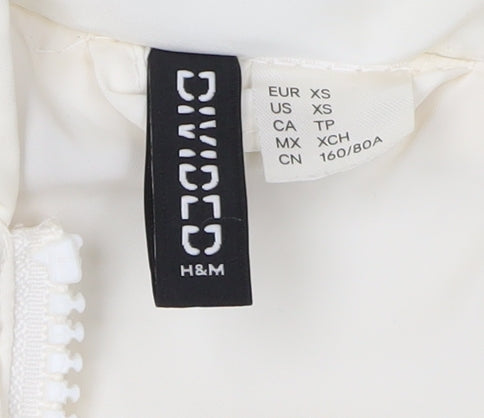 DIVIDED
H&M
EUR XS
US XS
CA TP
MX XCH
CN 160/80A